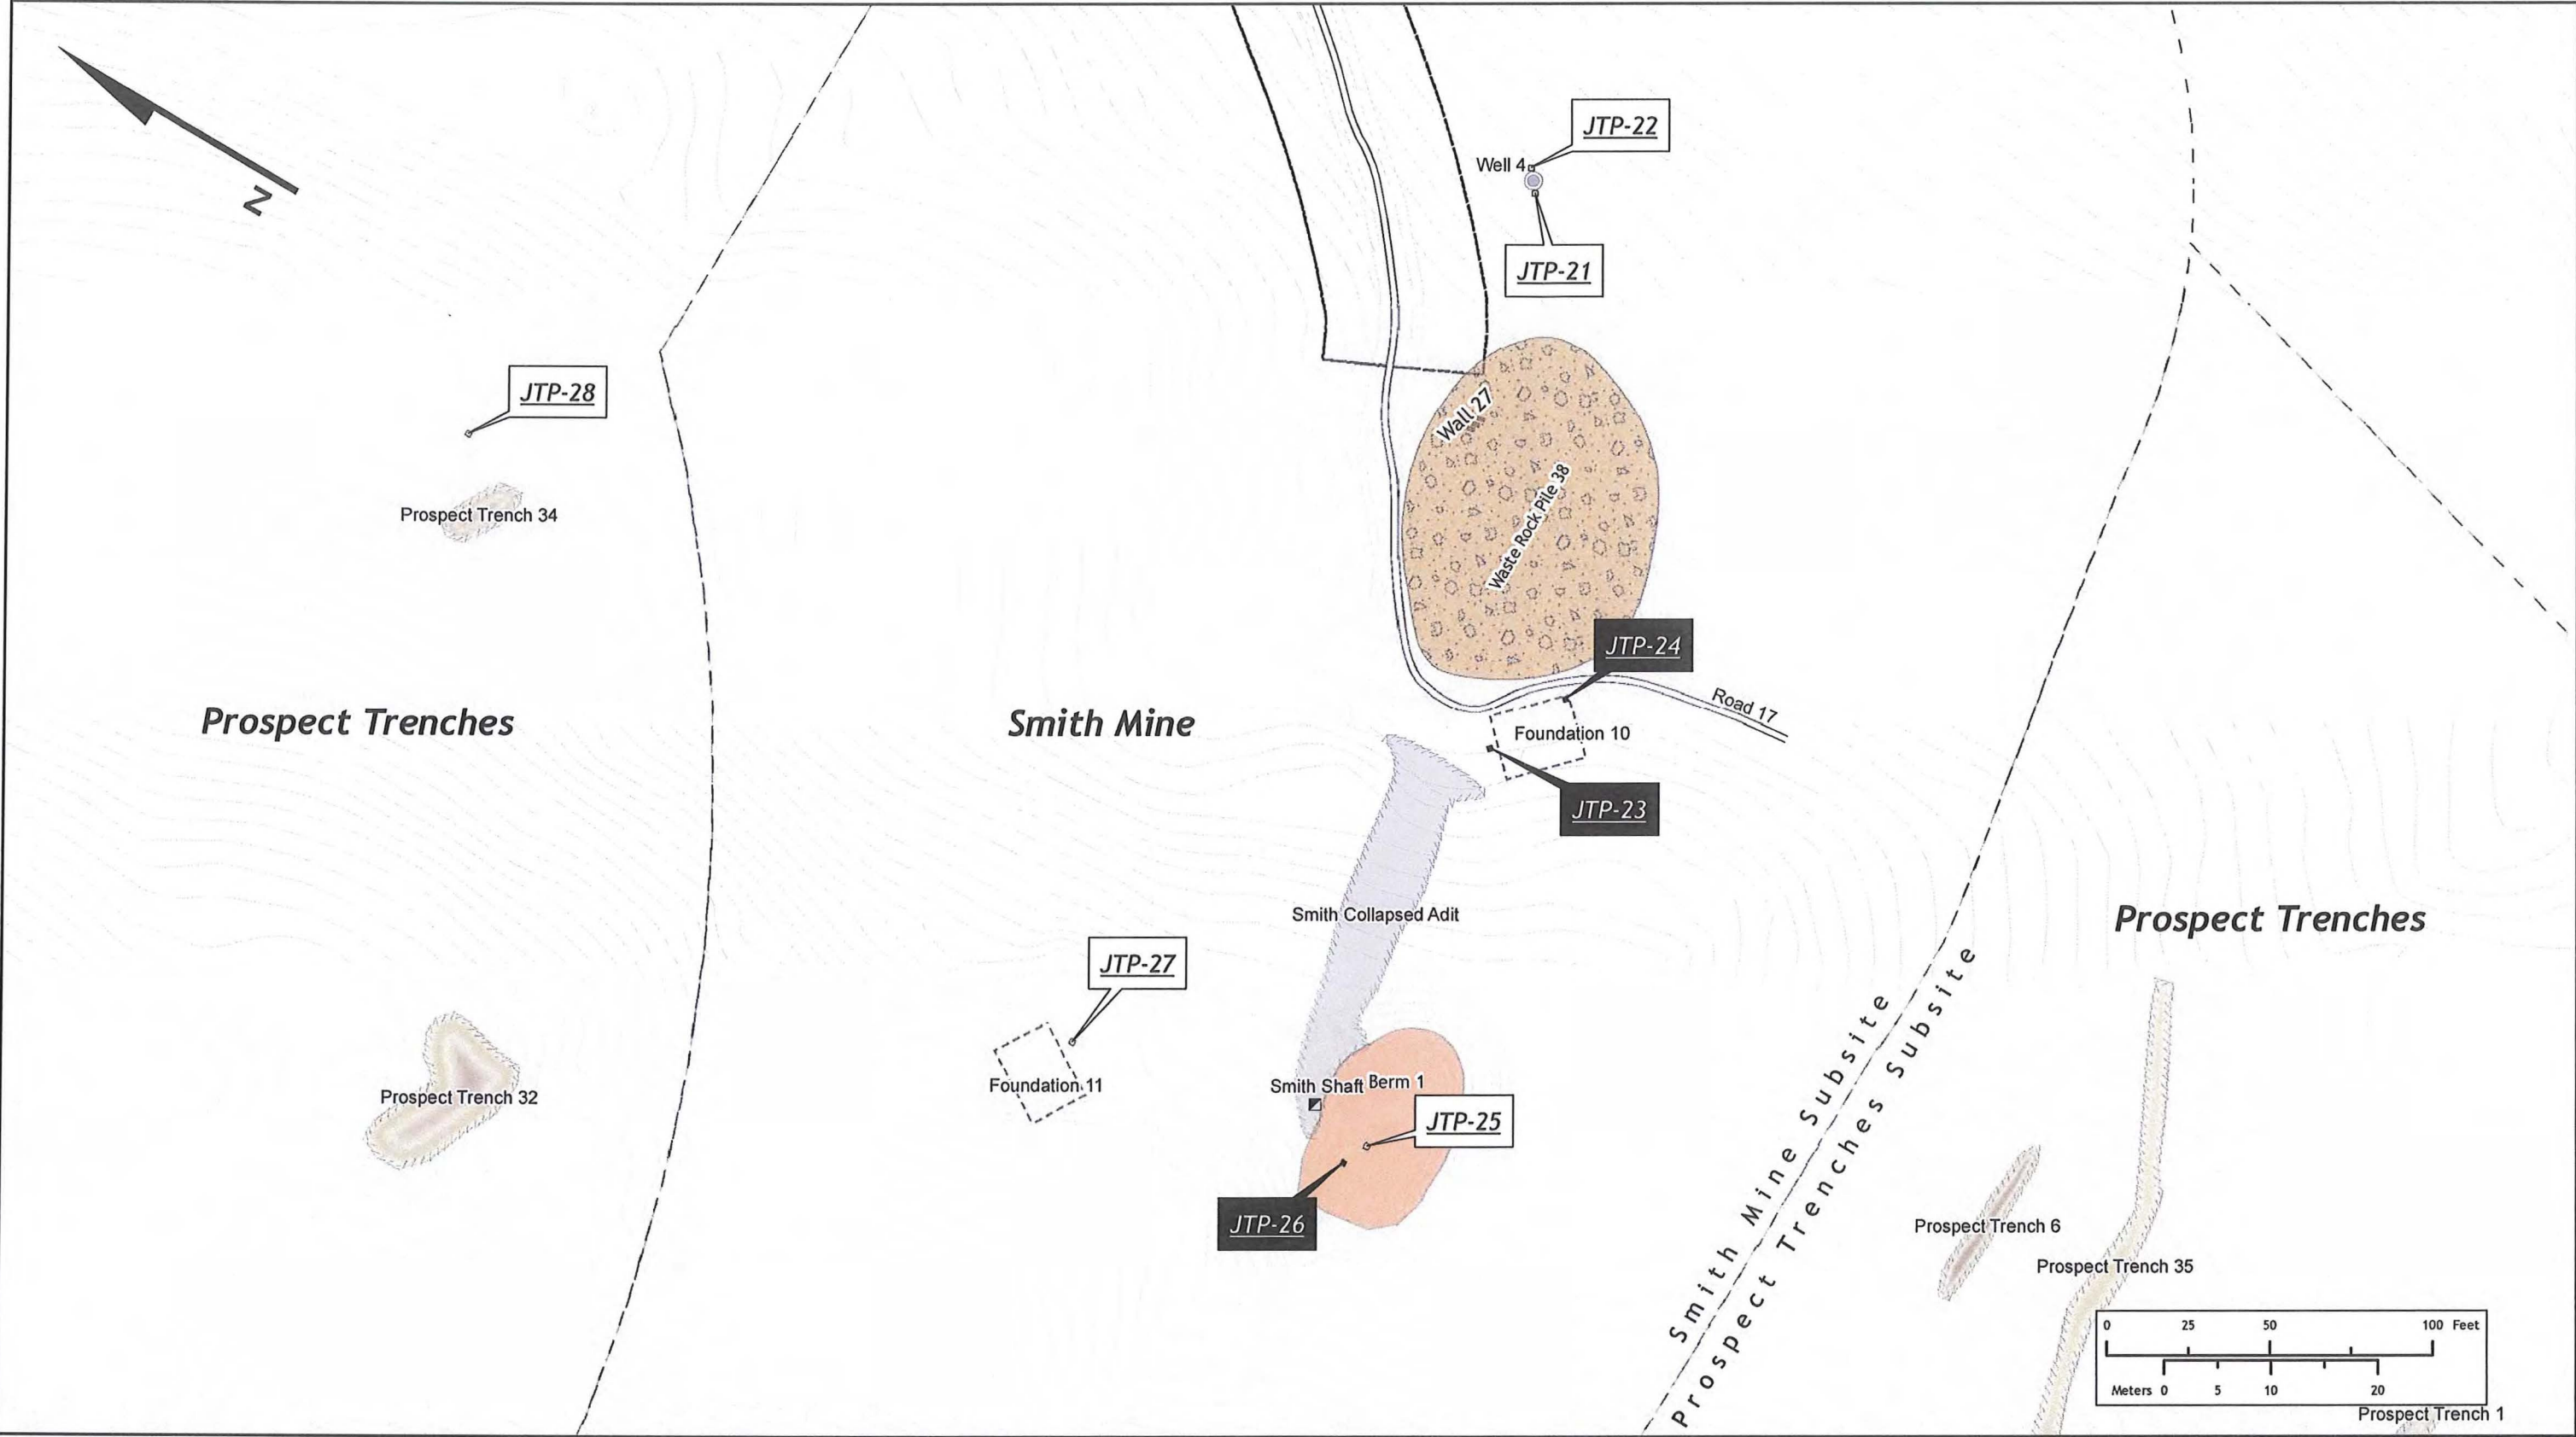 N
JTP-22
Well 4
JTP-21
JTP-28
Wall 27
Prospect Trench 34
Waste Rock Pile 38
JTP-24
Road 17
Prospect Trenches
Smith Mine
Foundation 10
JTP-23
Smith Collapsed Adit
Prospect Trenches
JTP-27
Foundation 11
Smith Shaft
Berm 1
Prospect Trench 32
JTP-25
JTP-26
Smith Mine Subsite
Prospect Trenches Subsite
Prospect Trench 6
Prospect Trench 35
0 25 50 100 Feet
Meters 0 5 10 20
Prospect Trench 1